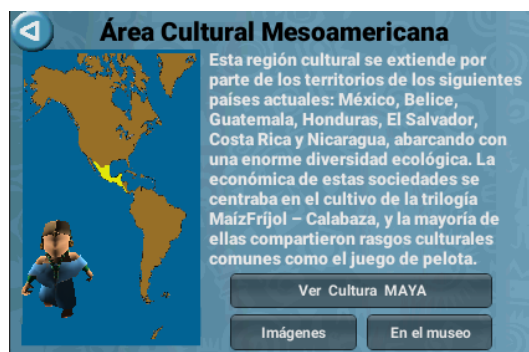 Área Cultural Mesoamericana
Esta región cultural se extiende por
parte de los territorios de los siguientes
países actuales: México, Belice,
Guatemala, Honduras, El Salvador,
Costa Rica y Nicaragua, abarcando con
una enorme diversidad ecológica. La
económica de estas sociedades se
centraba en el cultivo de la trilogía
MaízFríjol – Calabaza, y la mayoría de
ellas compartieron rasgos culturales
comunes como el juego de pelota.
Ver Cultura MAYA
Imágenes
En el museo